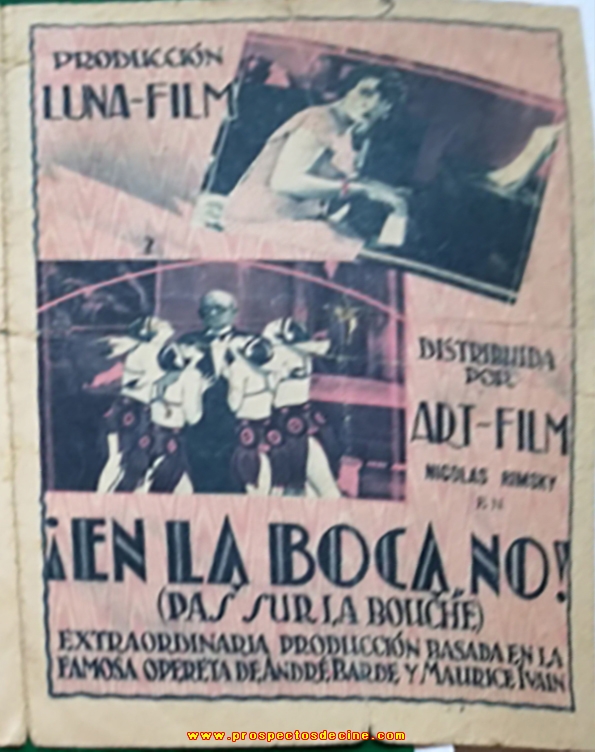 PRODUCCIÓN
LUNA-FILM
DISTRIBUIDA
POR
ART-FILM
NICOLAS RIMSKY
EN
¡EN LA BOCA, NO!
(PAS SUR LA BOUCHE)
EXTRAORDINARIA PRODUCCIÓN BASADA EN LA
FAMOSA OPERETA DE ANDRÉ, BARDE Y MAURICE IVAIN
www.prospectosdecine.com